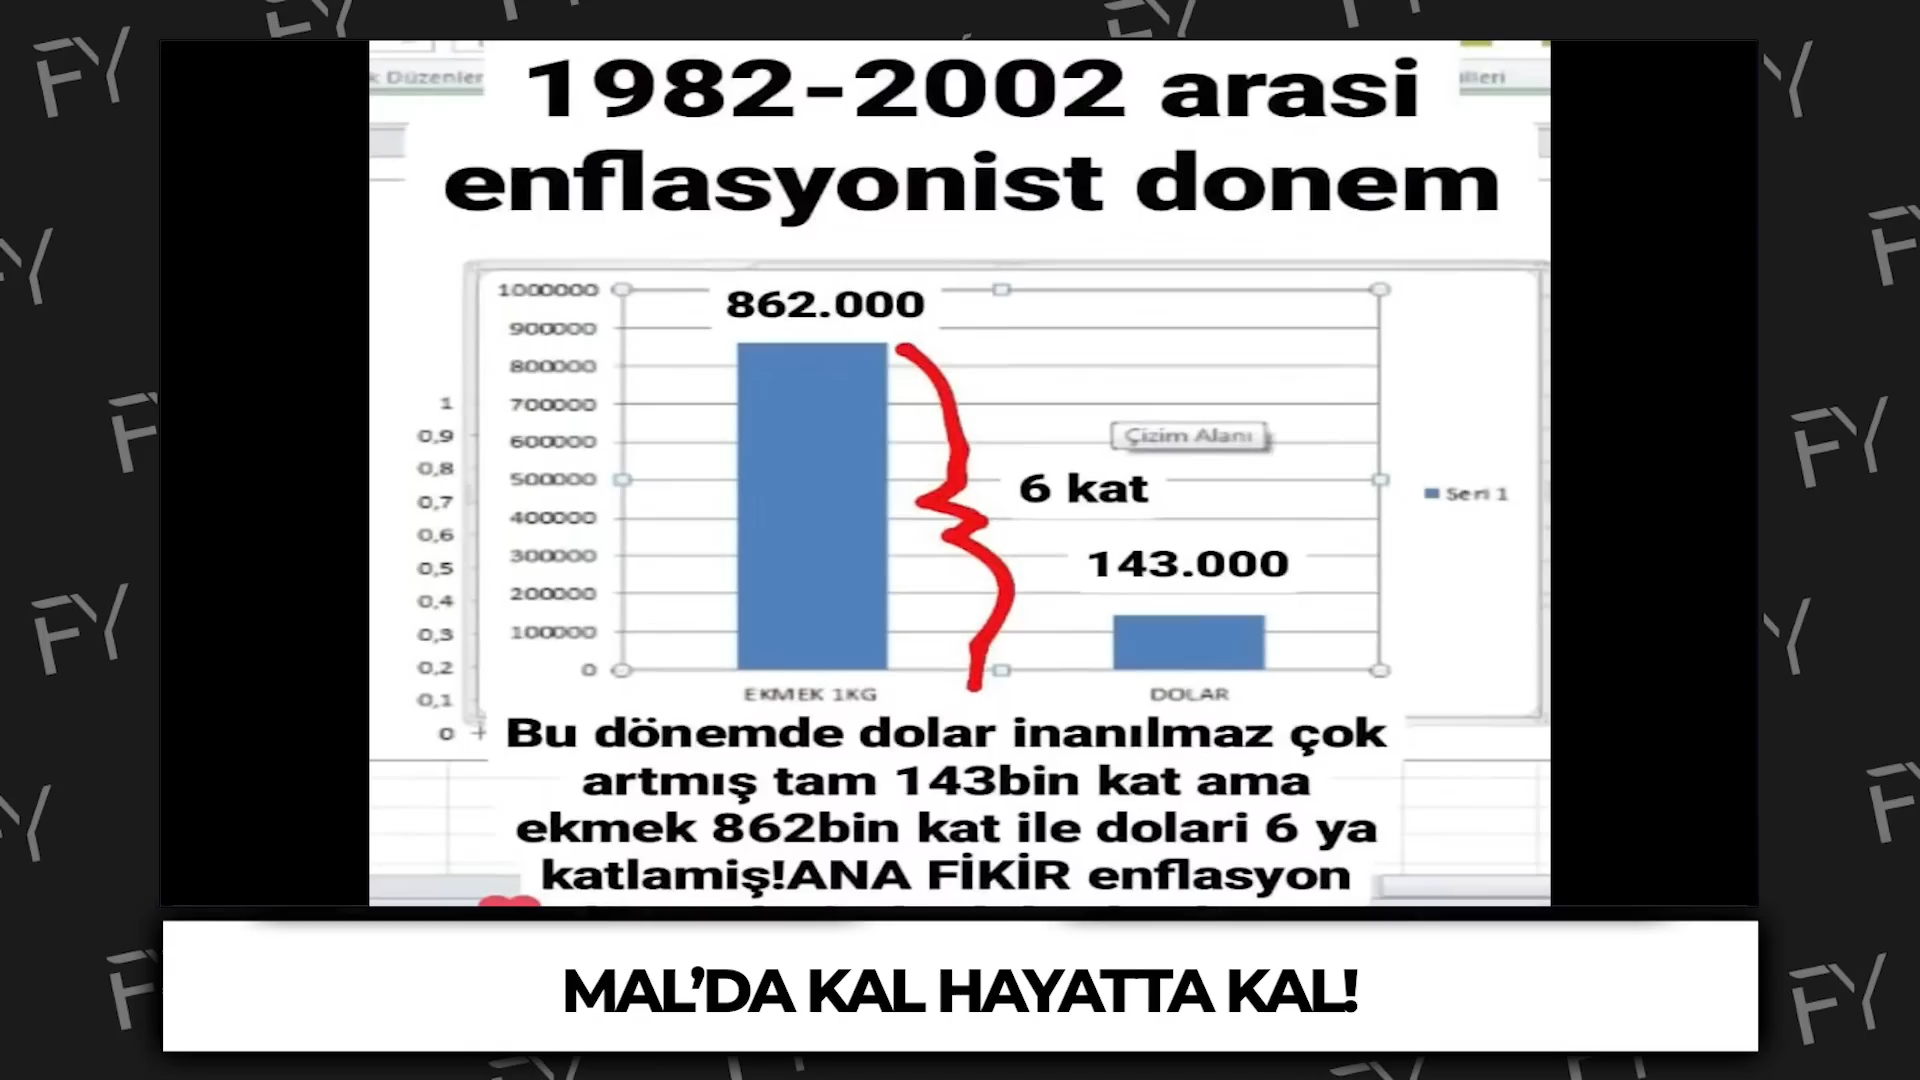 k Düzenler
1982-2002 arasi
enflasyonist donem
1000000
900000
800000
700000
600000
500000
400000
300000
200000
100000
0
862.000
Çizim Alanı
6 kat
143.000
Seri 1
EKMEK 1KG
DOLAR
1
0,9
0,8
0,7
0,6
0,5
0,4
0,3
0,2
0,1
0
Bu dönemde dolar inanılmaz çok
artmış tam 143bin kat ama
ekmek 862bin kat ile dolari 6 ya
katlamiş!ANA FİKİR enflasyon
MAL’DA KAL HAYATTA KAL!
FY